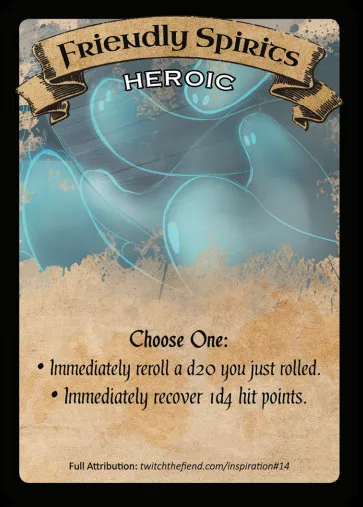 Friendly Spirits
HEROIC
Choose One:
• Immediately reroll a d20 you just rolled.
• Immediately recover 1d4 hit points.
Full Attribution: twitchthefiend.com/inspiration#14